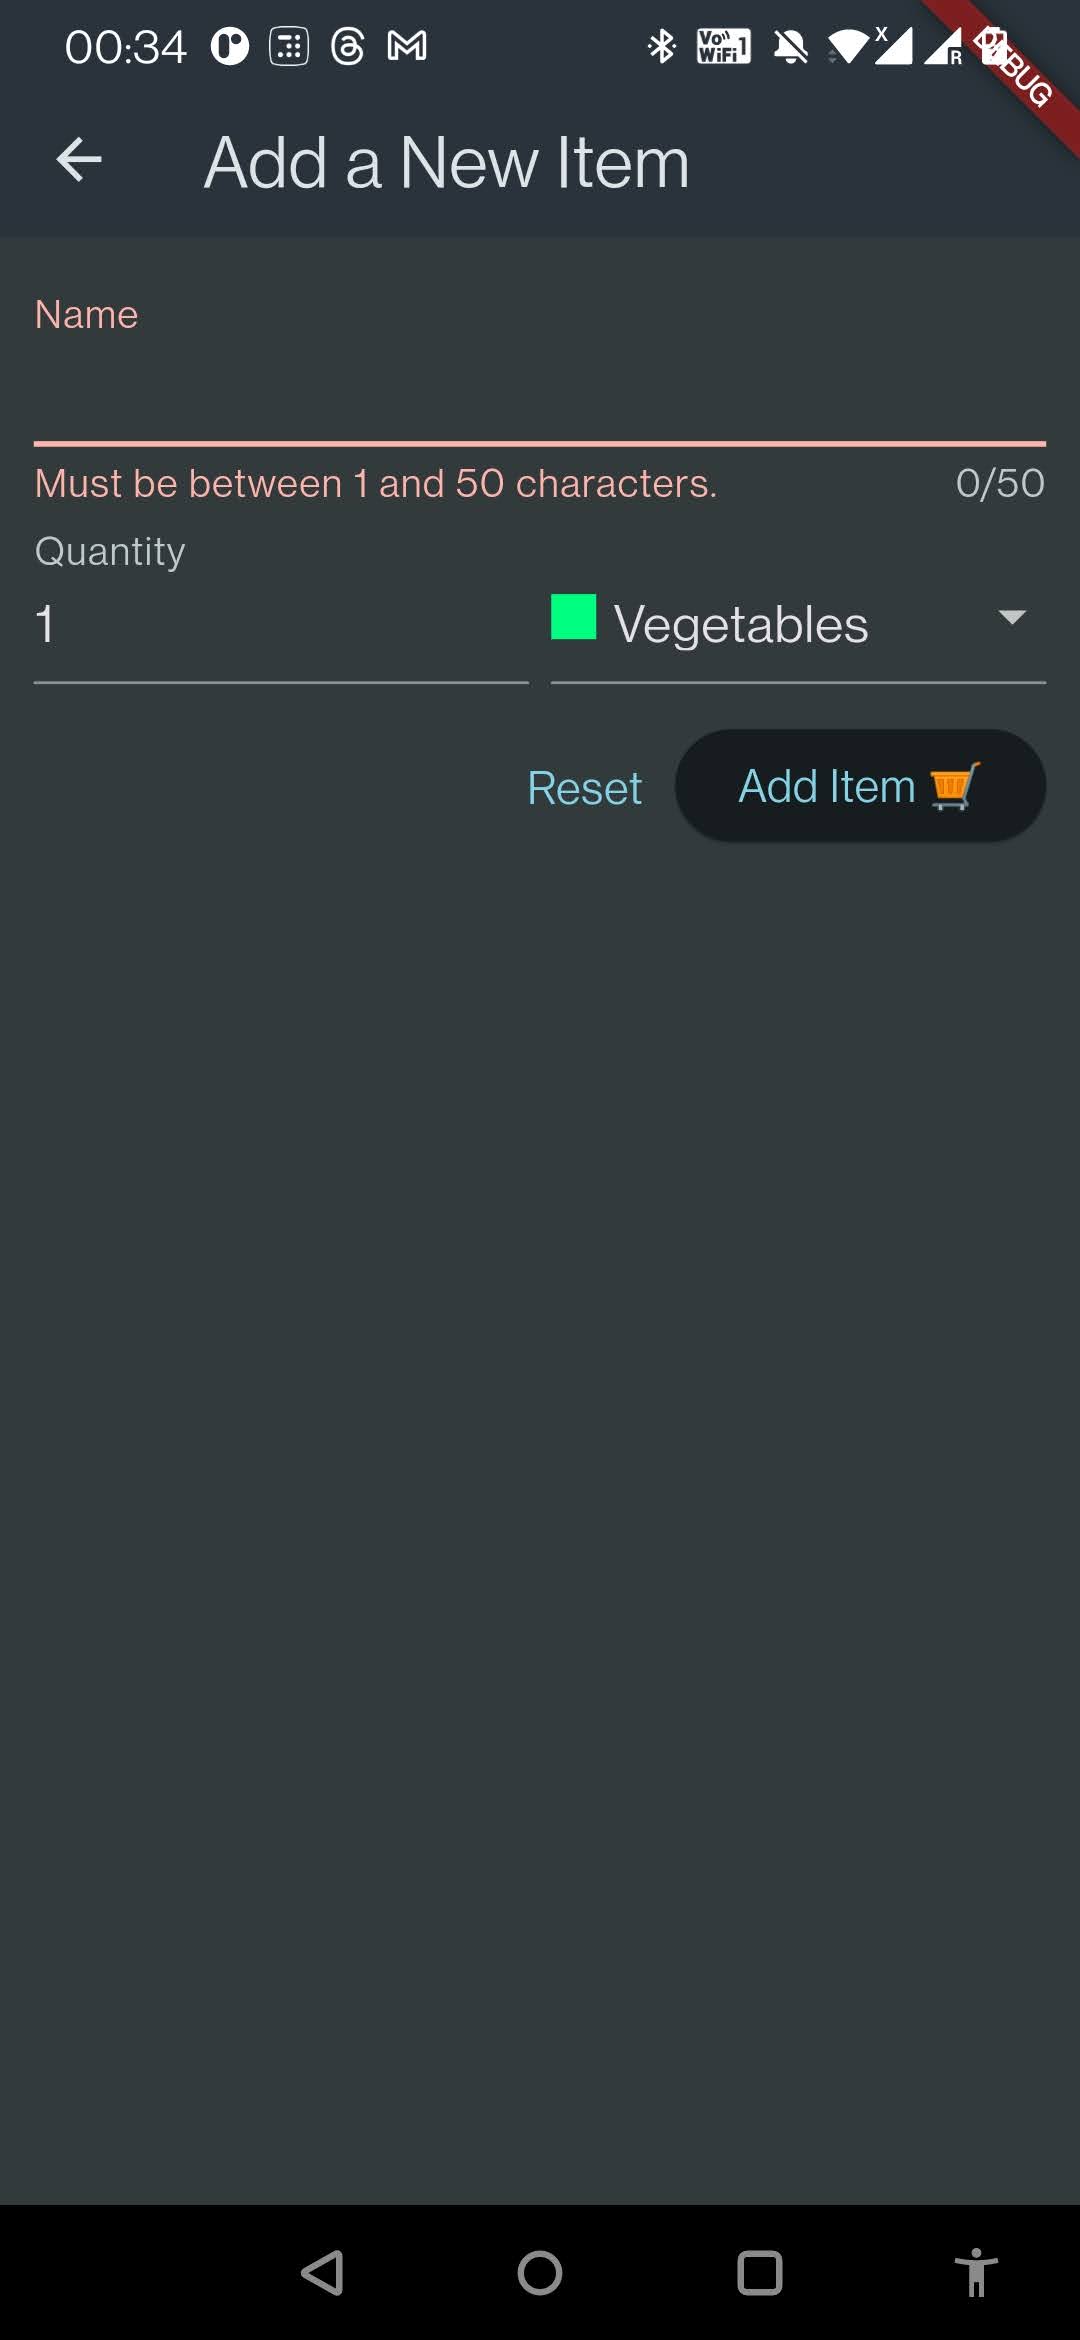 00:34
Vo WiFi 1
X
R
DEBUG
Add a New Item
Name
Must be between 1 and 50 characters.
0/50
Quantity
1
Vegetables
Reset
Add Item